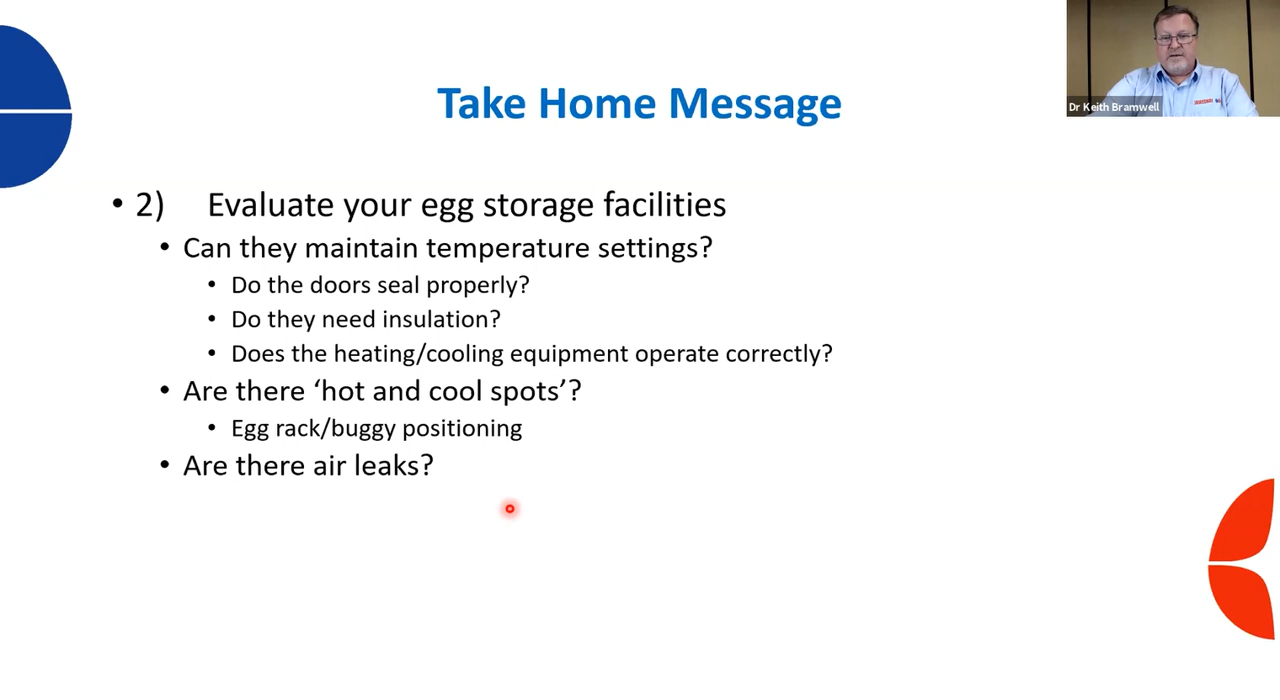 Take Home Message
Dr Keith Bramwell
• 2) Evaluate your egg storage facilities
• Can they maintain temperature settings?
• Do the doors seal properly?
• Do they need insulation?
• Does the heating/cooling equipment operate correctly?
• Are there ‘hot and cool spots’?
• Egg rack/buggy positioning
• Are there air leaks?